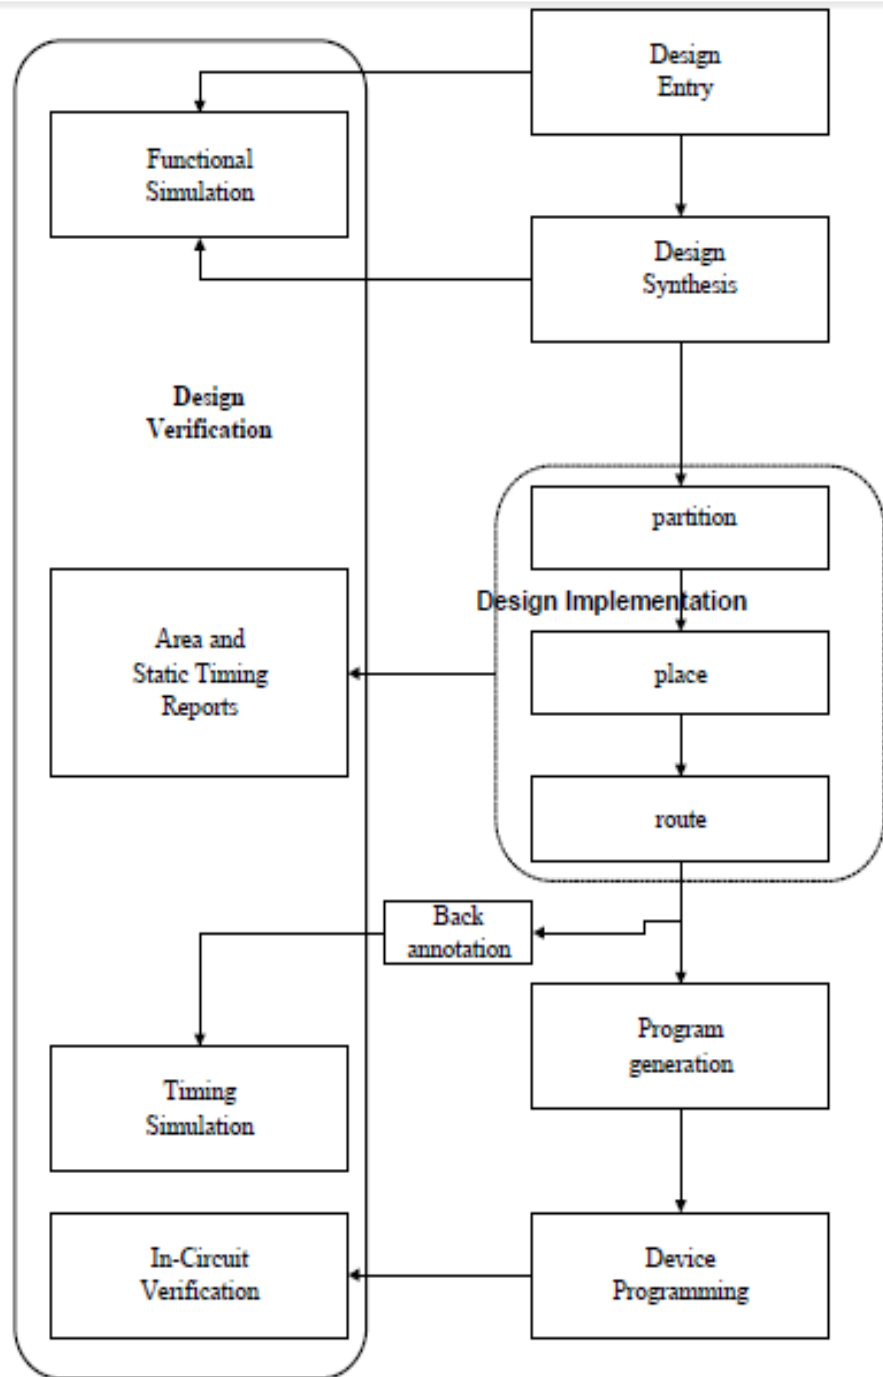 Design
Entry
Functional
Simulation
Design
Synthesis
Design
Verification
partition
Design Implementation
Area and
Static Timing
Reports
place
route
Back
annotation
Program
generation
Timing
Simulation
In-Circuit
Verification
Device
Programming